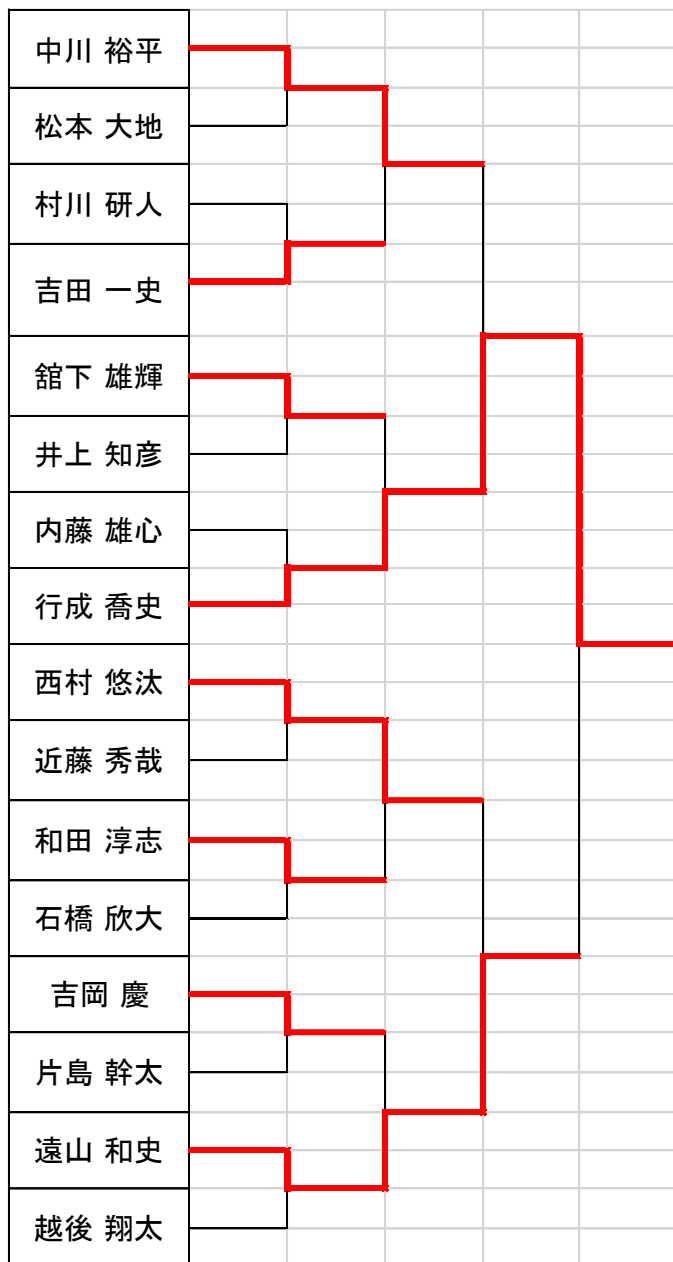 中川 裕平
松本 大地
村川 研人
吉田 一史
舘下 雄輝
井上 知彦
内藤 雄心
行成 喬史
西村 悠汰
近藤 秀哉
和田 淳志
石橋 欣大
吉岡 慶
片島 幹太
遠山 和史
越後 翔太